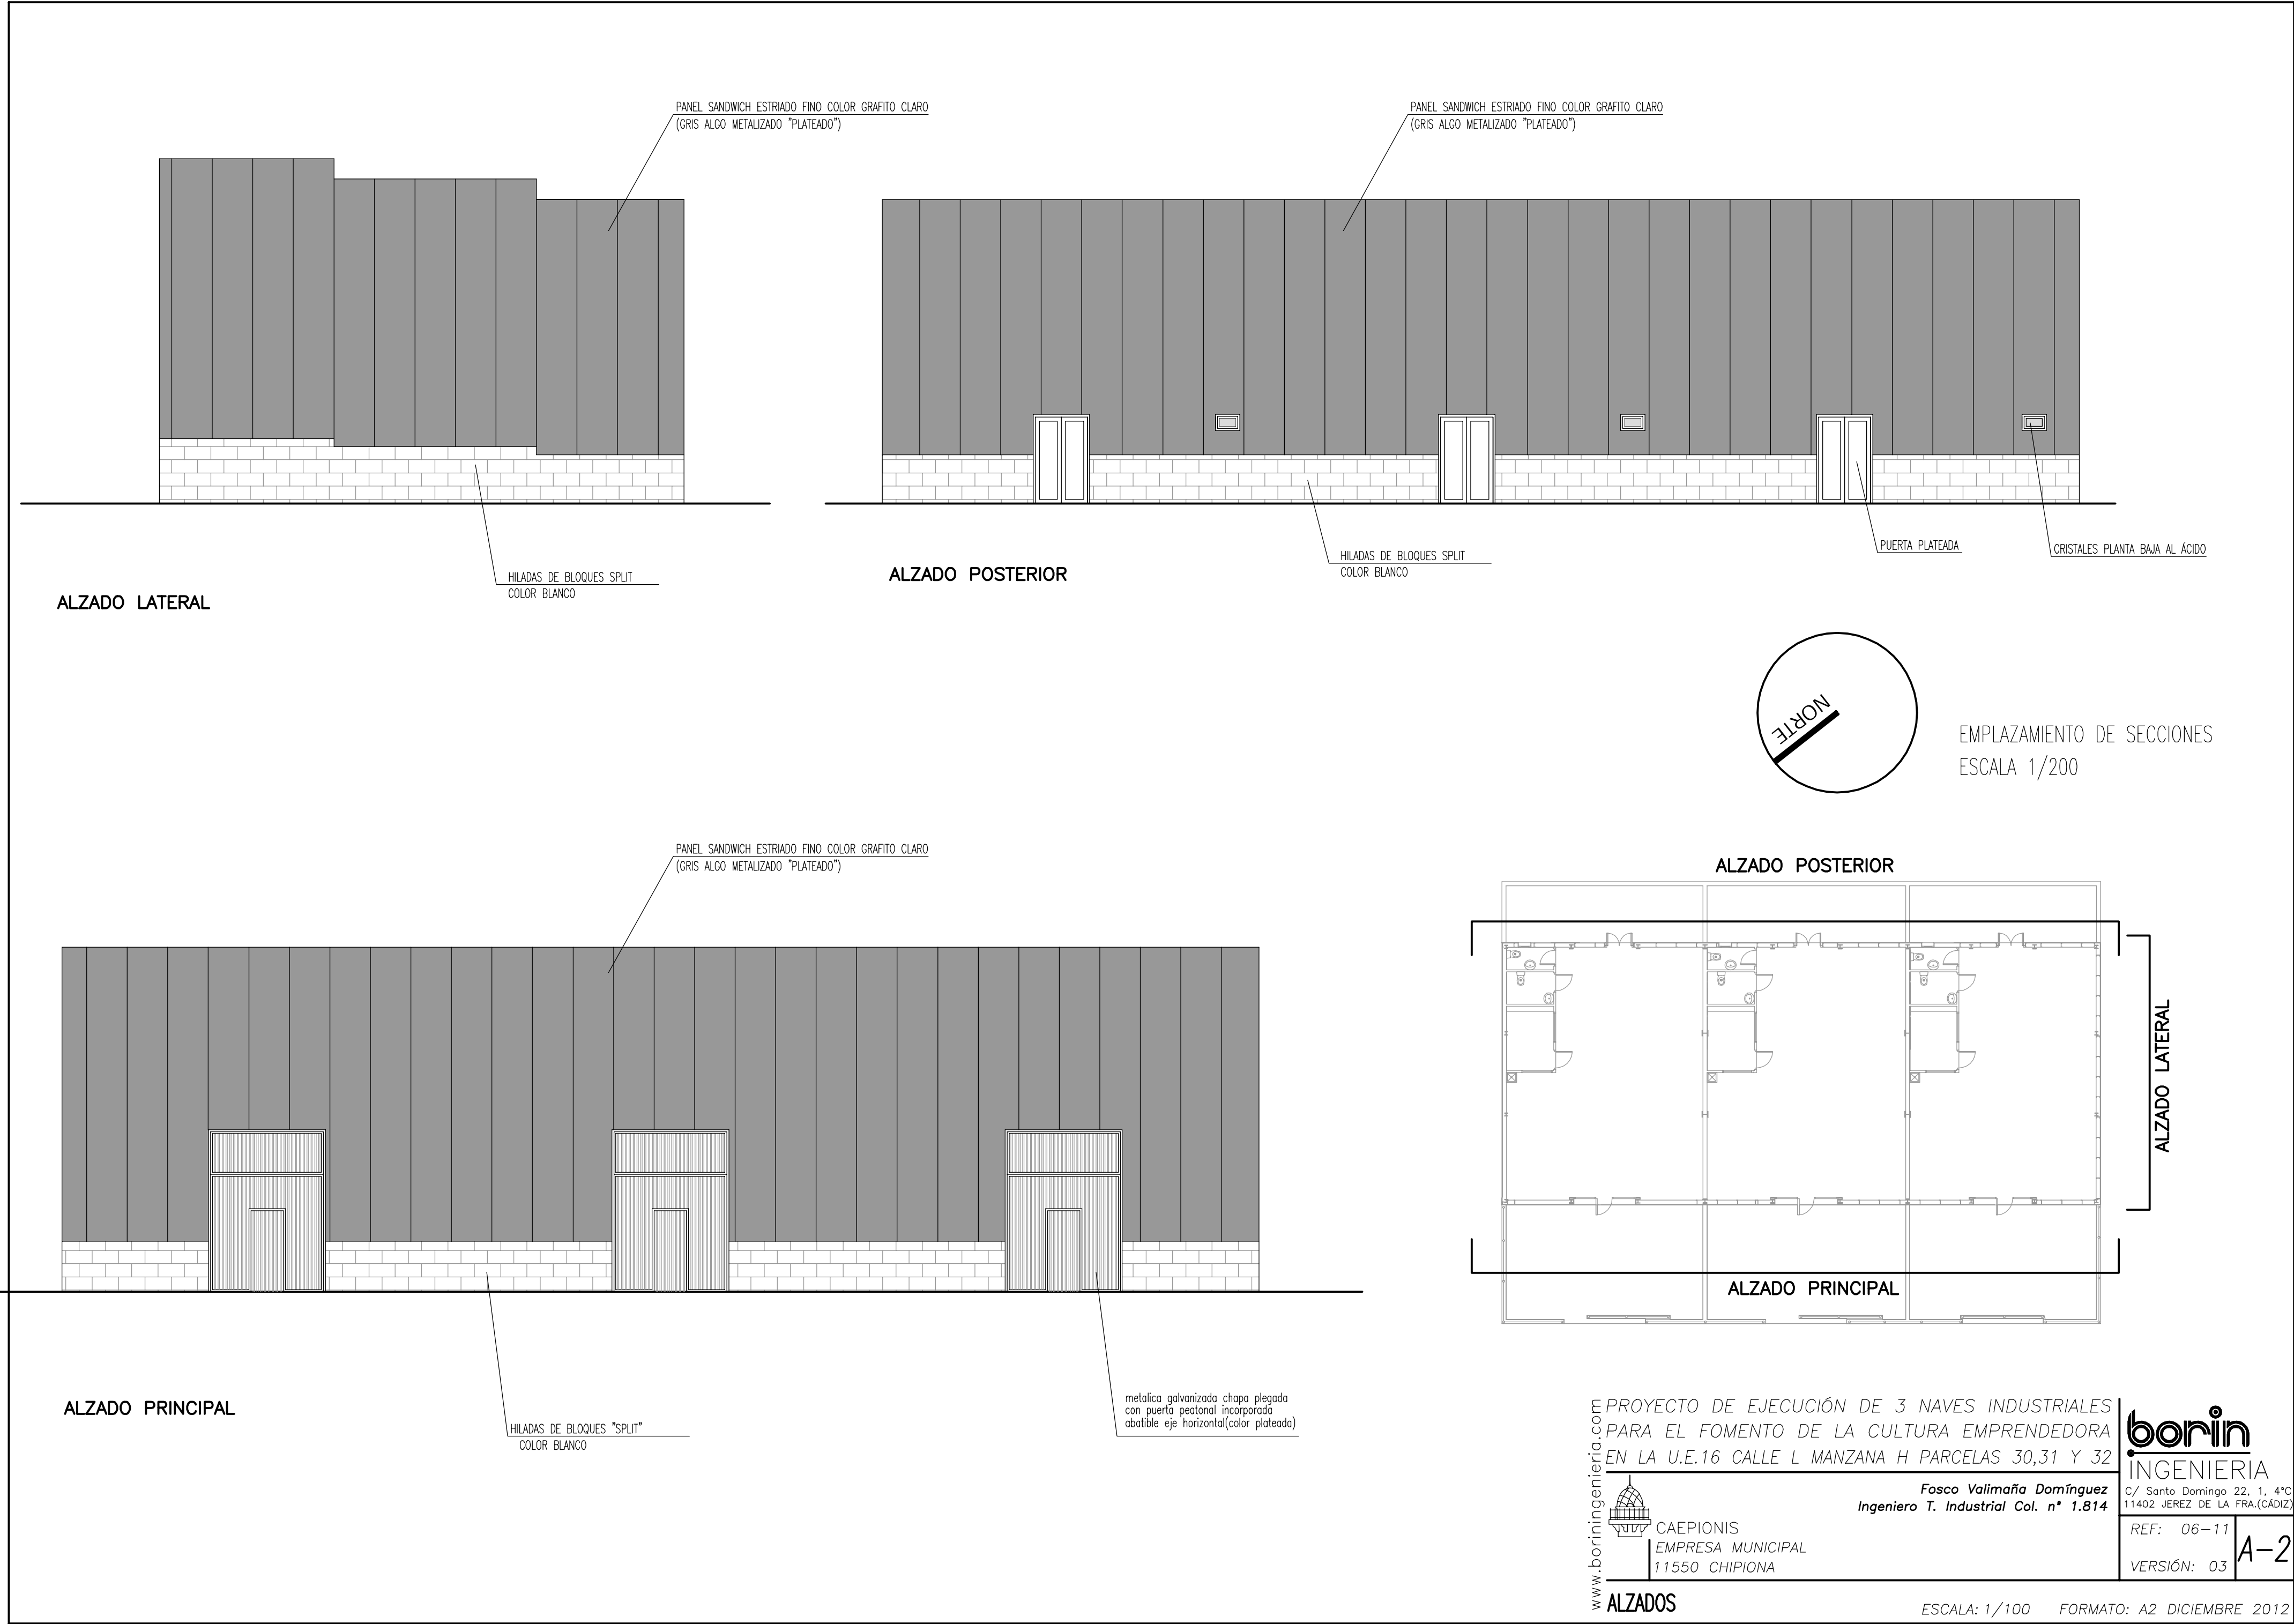 PANEL SANDWICH ESTRIADO FINO COLOR GRAFITO CLARO
(GRIS ALGO METALIZADO "PLATEADO")
PANEL SANDWICH ESTRIADO FINO COLOR GRAFITO CLARO
(GRIS ALGO METALIZADO "PLATEADO")
HILADAS DE BLOQUES SPLIT
COLOR BLANCO
ALZADO LATERAL
HILADAS DE BLOQUES SPLIT
COLOR BLANCO
PUERTA PLATEADA
CRISTALES PLANTA BAJA AL ÁCIDO
ALZADO POSTERIOR
NORTE
EMPLAZAMIENTO DE SECCIONES
ESCALA 1/200
PANEL SANDWICH ESTRIADO FINO COLOR GRAFITO CLARO
(GRIS ALGO METALIZADO "PLATEADO")
ALZADO POSTERIOR
ALZADO LATERAL
ALZADO PRINCIPAL
ALZADO PRINCIPAL
HILADAS DE BLOQUES "SPLIT"
COLOR BLANCO
metalica galvanizada chapa plegada
con puerta peatonal incorporada
abatible eje horizontal(color plateada)
www.boriningenieria.com
PROYECTO DE EJECUCIÓN DE 3 NAVES INDUSTRIALES
PARA EL FOMENTO DE LA CULTURA EMPRENDEDORA
EN LA U.E.16 CALLE L MANZANA H PARCELAS 30,31 Y 32
borin
INGENIERIA
C/ Santo Domingo 22, 1, 4ºC
11402 JEREZ DE LA FRA.(CÁDIZ)
Fosco Valimaña Domínguez
Ingeniero T. Industrial Col. nº 1.814
CAEPIONIS
EMPRESA MUNICIPAL
11550 CHIPIONA
REF: 06-11
VERSIÓN: 03
A-2
ALZADOS
ESCALA: 1/100 FORMATO: A2 DICIEMBRE 2012